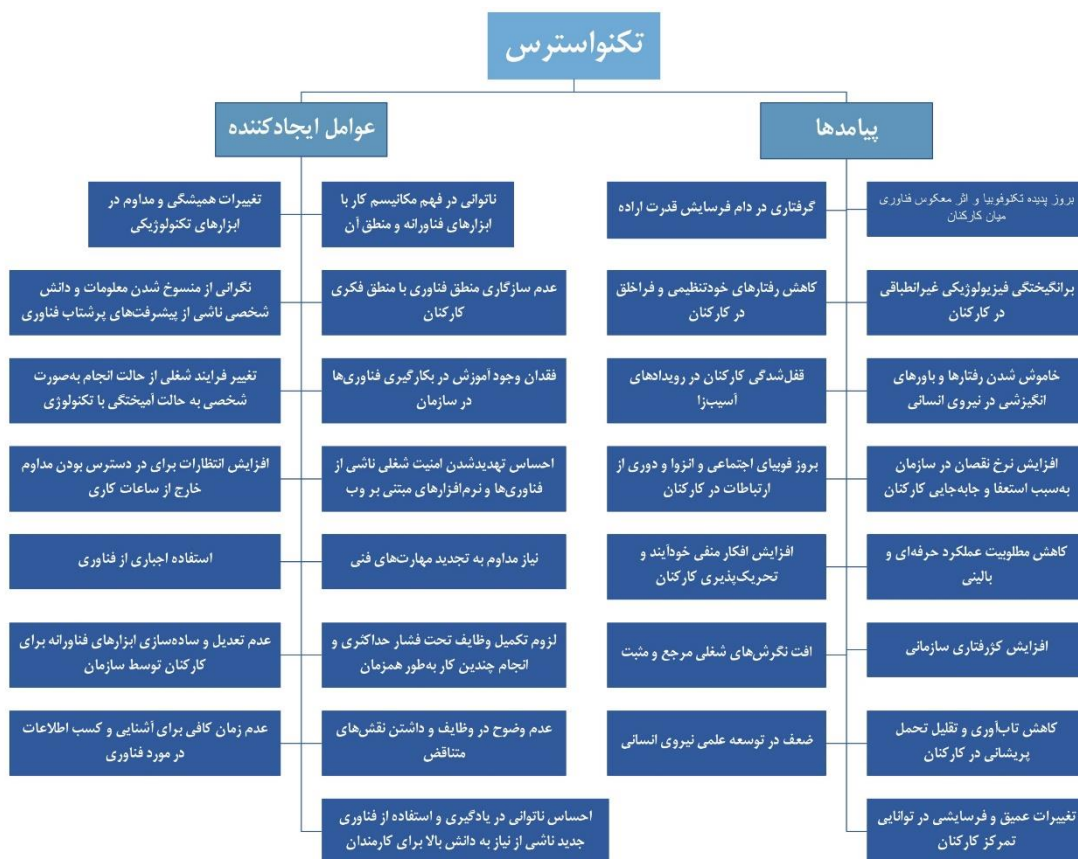 تکنواسترس
پیامدها
بروز پدیده تکنوفوبیا و اثر معکوس فناوری
میان کارکنان
گرفتاری در دام فرسایش قدرت اراده
برانگیختگی فیزیولوژیکی غیرانطباقی
در کارکنان
کاهش رفتارهای خودتنظیمی و فراخلق
در کارکنان
خاموش شدن رفتارها و باورهای
انگیزشی در نیروی انسانی
قفل‌شدگی کارکنان در رویدادهای
آسیب‌زا
افزایش نرخ نقصان در سازمان
به‌سبب استعفا و جابه‌جایی کارکنان
بروز فوبیای اجتماعی و انزوا و دوری از
ارتباطات در کارکنان
کاهش مطلوبیت عملکرد حرفه‌ای و
بالینی
افزایش افکار منفی خودآیند و
تحریک‌پذیری کارکنان
افزایش کژرفتاری سازمانی
افت نگرش‌های شغلی مرجع و مثبت
کاهش تاب‌آوری و تقلیل تحمل
پریشانی در کارکنان
ضعف در توسعه علمی نیروی انسانی
تغییرات عمیق و فرسایشی در توانایی
تمرکز کارکنان
عوامل ایجادکننده
ناتوانی در فهم مکانیسم کار با
ابزارهای فناورانه و منطق آن
تغییرات همیشگی و مداوم در
ابزارهای تکنولوژیکی
عدم سازگاری منطق فناوری با منطق فکری
کارکنان
نگرانی از منسوخ شدن معلومات و دانش
شخصی ناشی از پیشرفت‌های پرشتاب فناوری
فقدان وجود آموزش در بکارگیری فناوری‌ها
در سازمان
تغییر فرایند شغلی از حالت انجام به‌صورت
شخصی به حالت آمیختگی با تکنولوژی
احساس تهدیدشدن امنیت شغلی ناشی از
فناوری‌ها و نرم‌افزارهای مبتنی بر وب
افزایش انتظارات برای در دسترس بودن مداوم
خارج از ساعات کاری
نیاز مداوم به تجدید مهارت‌های فنی
استفاده اجباری از فناوری
لزوم تکمیل وظایف تحت فشار حداکثری و
انجام چندین کار به‌طور همزمان
عدم تعدیل و ساده‌سازی ابزارهای فناورانه برای
کارکنان توسط سازمان
عدم وضوح در وظایف و داشتن نقش‌های
متناقض
عدم زمان کافی برای آشنایی و کسب اطلاعات
در مورد فناوری
احساس ناتوانی در یادگیری و استفاده از فناوری
جدید ناشی از نیاز به دانش بالا برای کارمندان